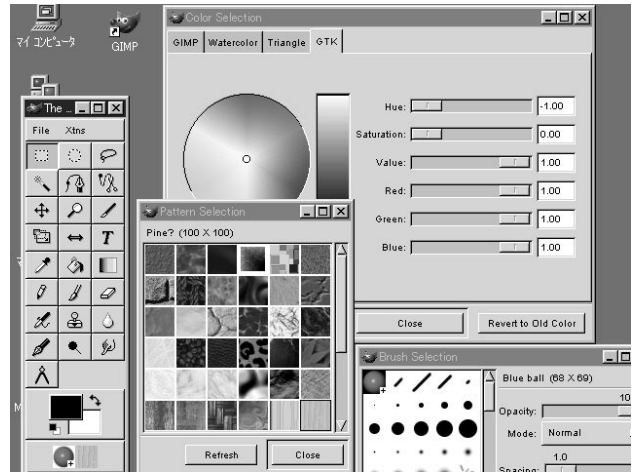 マイ コンピュータ
GIMP
Color Selection
GIMP Watercolor Triangle GTK
Hue: -1.00
Saturation: 0.00
Value: 1.00
Red: 1.00
Green: 1.00
Blue: 1.00
Close Revert to Old Color
The ...
File Xtns
Pattern Selection
Pine? (100 X 100)
Refresh Close
Brush Selection
Blue ball (68 X 69)
Opacity:
Mode: Normal
1.0
Spacing: